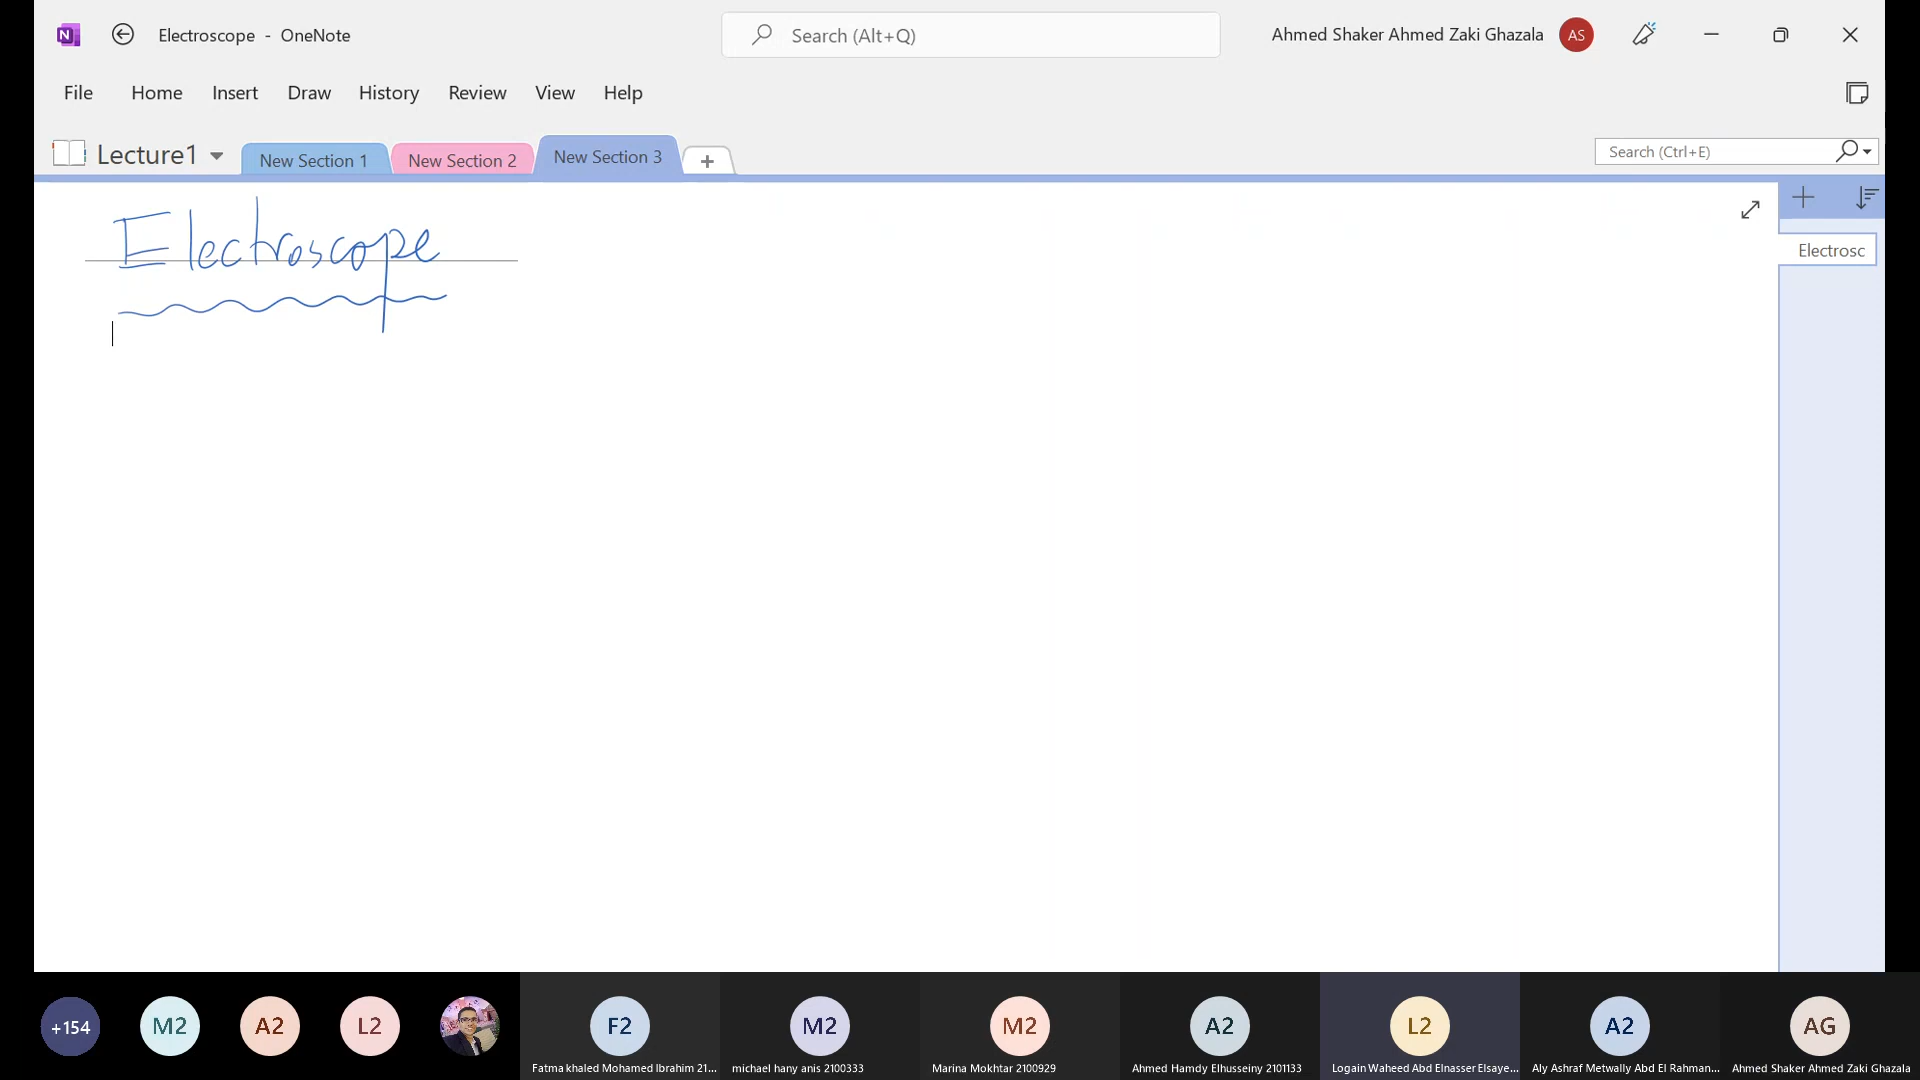 Electroscope - OneNote
Search (Alt+Q)
Ahmed Shaker Ahmed Zaki Ghazala
AS
File Home Insert Draw History Review View Help
Lecture1
New Section 1
New Section 2
New Section 3
Search (Ctrl+E)
Electroscope
Electrosc
+154
M2
A2
L2
F2
M2
M2
A2
L2
A2
AG
Fatma khaled Mohamed Ibrahim 21...
michael hany anis 2100333
Marina Mokhtar 2100929
Ahmed Hamdy Elhusseiny 2101133
Logain Waheed Abd Elnasser Elsaye...
Aly Ashraf Metwally Abd El Rahman...
Ahmed Shaker Ahmed Zaki Ghazala